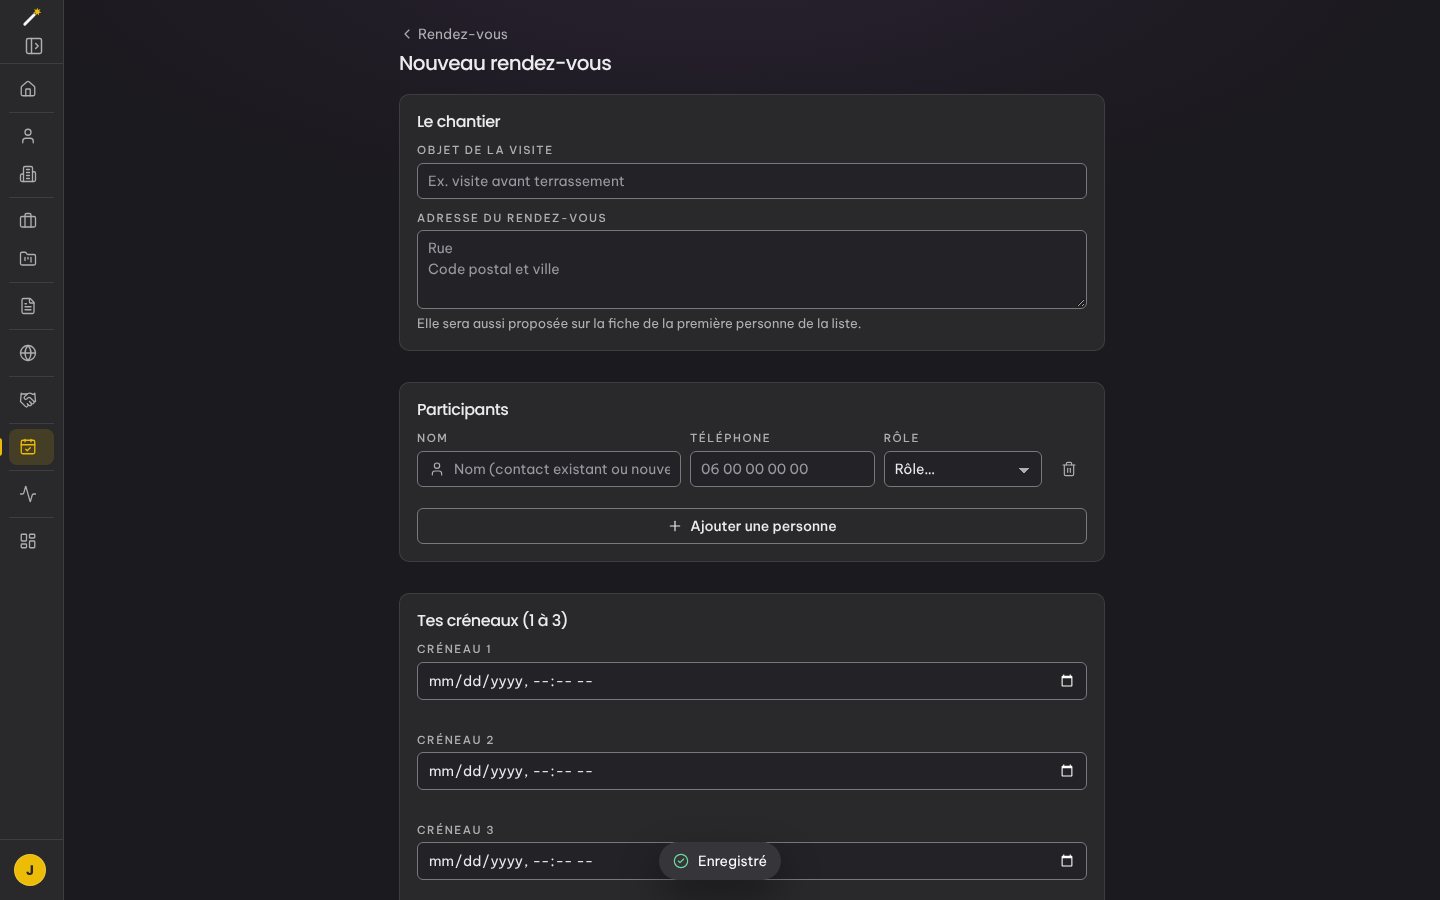 Rendez-vous
Nouveau rendez-vous
Le chantier
OBJET DE LA VISITE
Ex. visite avant terrassement
ADRESSE DU RENDEZ-VOUS
Rue
Code postal et ville
Elle sera aussi proposée sur la fiche de la première personne de la liste.
Participants
NOM TÉLÉPHONE RÔLE
Nom (contact existant ou nouve 06 00 00 00 00 Rôle…
Ajouter une personne
Tes créneaux (1 à 3)
CRÉNEAU 1
mm/dd/yyyy, --:-- --
CRÉNEAU 2
mm/dd/yyyy, --:-- --
CRÉNEAU 3
mm/dd/yyyy, --:-- --
Enregistré
J